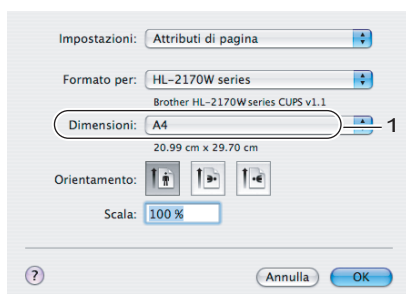 Impostazioni: Attributi di pagina
Formato per: HL-2170W series
Brother HL-2170W series CUPS v1.1
Dimensioni: A4 1
20.99 cm x 29.70 cm
Orientamento:
Scala: 100 %
? Annulla OK